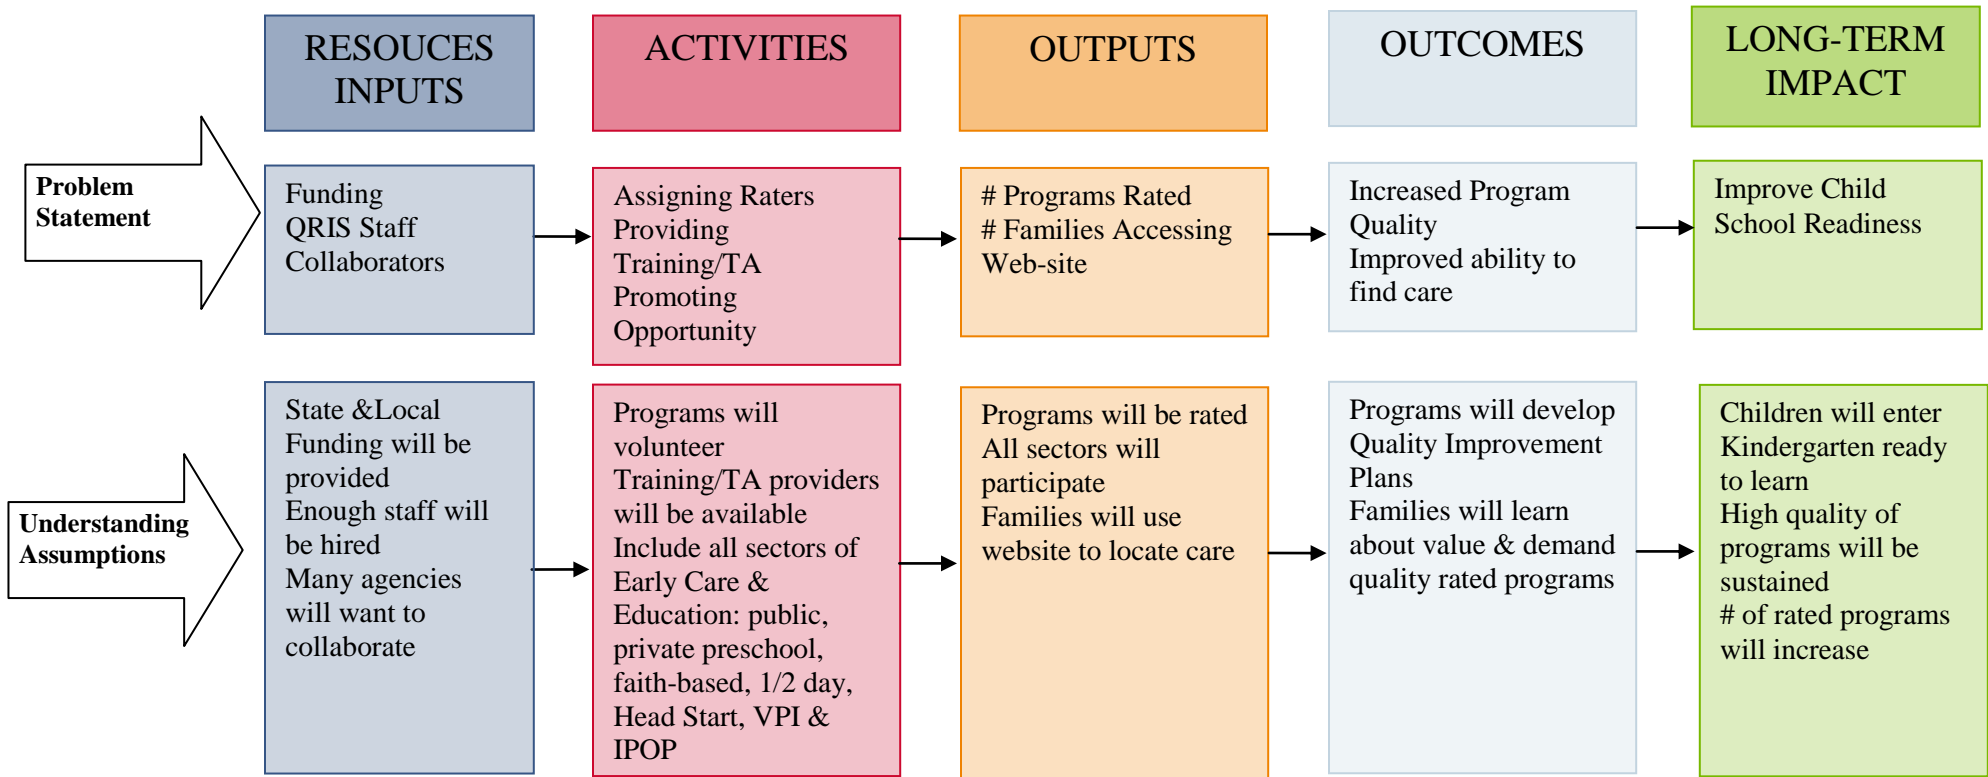 RESOUCES
INPUTS
ACTIVITIES
OUTPUTS
OUTCOMES
LONG-TERM
IMPACT
Problem
Statement
Funding
QRIS Staff
Collaborators
Assigning Raters
Providing
Training/TA
Promoting
Opportunity
# Programs Rated
# Families Accessing
Web-site
Increased Program
Quality
Improved ability to
find care
Improve Child
School Readiness
Understanding
Assumptions
State &Local
Funding will be
provided
Enough staff will
be hired
Many agencies
will want to
collaborate
Programs will
volunteer
Training/TA providers
will be available
Include all sectors of
Early Care &
Education: public,
private preschool,
faith-based, 1/2 day,
Head Start, VPI &
IPOP
Programs will be rated
All sectors will
participate
Families will use
website to locate care
Programs will develop
Quality Improvement
Plans
Families will learn
about value & demand
quality rated programs
Children will enter
Kindergarten ready
to learn
High quality of
programs will be
sustained
# of rated programs
will increase